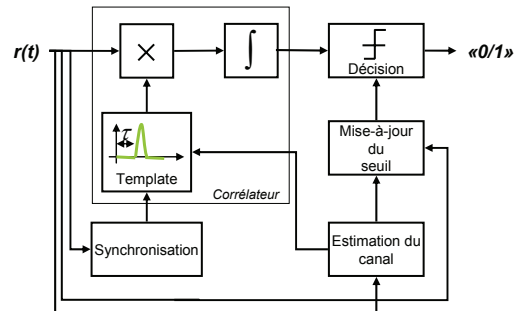 r(t)
×
∫
Décision
«0/1»
τ
Template
Corrélateur
Mise-à-jour
du
seuil
Synchronisation
Estimation du
canal